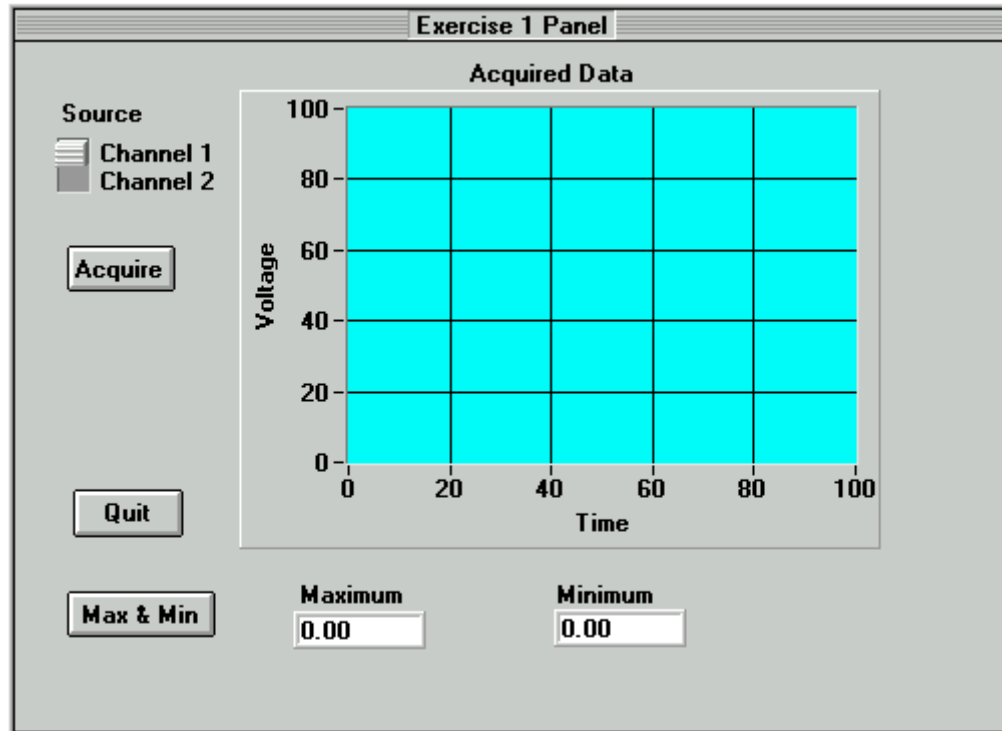 Exercise 1 Panel
Acquired Data
Source
Channel 1
Channel 2
Acquire
Voltage
100
80
60
40
20
0
0 20 40 60 80 100
Time
Quit
Max & Min
Maximum
0.00
Minimum
0.00